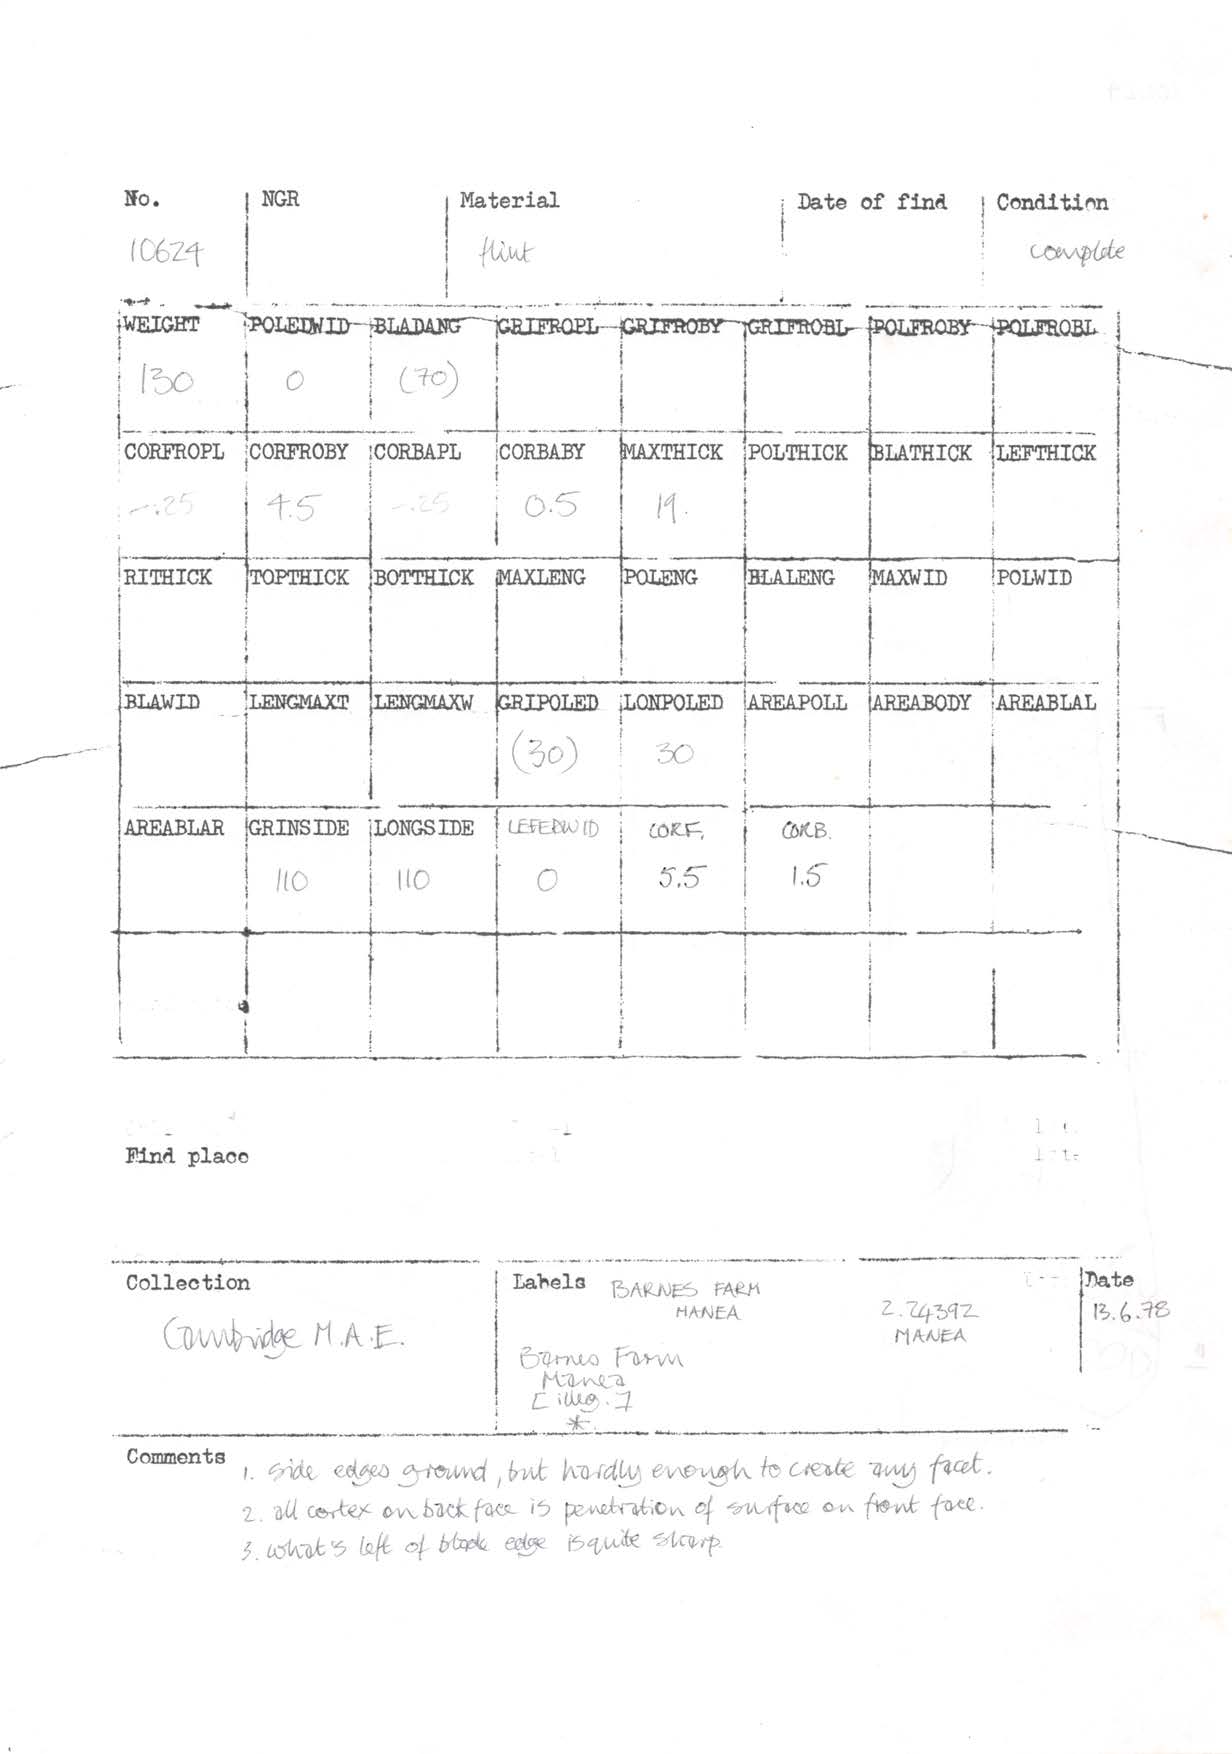 No. NGR Material Date of find Condition
10624 flint complete
WEIGHT POLEDWID BLADANG GRIFROPL GRIFROBY GRIFROBL POLFROBY POLFROBL
130 0 (70)
CORFROPL CORFROBY CORBAPL CORBABY MAXTHICK POLTHICK BLATHICK LEFTHICK
-.25 4.5 -.25 0.5 19.
RITHICK TOPTHICK BOTTHICK MAXLENG POLENG BLALENG MAXWID POLWID
BLAWID LENGMAXT LENGMAXW GRIPOLED LONPOLED AREAPOLL AREABODY AREABLAL
(30) 30
AREABLAR GRINSIDE LONGSIDE LEFEDWID CORF. CORB.
110 110 0 5.5 1.5
Find place
Collection Labels BARNES FARM Date
MANEA 2.24392 13.6.78
Cambridge M.A.E. MANEA
Barnes Farm
Manea
[illeg.]
*
Comments 1. side edges ground, but hardly enough to create any facet.
2. all cortex on back face is penetration of surface on front face.
3. what's left of blade edge is quite sharp.